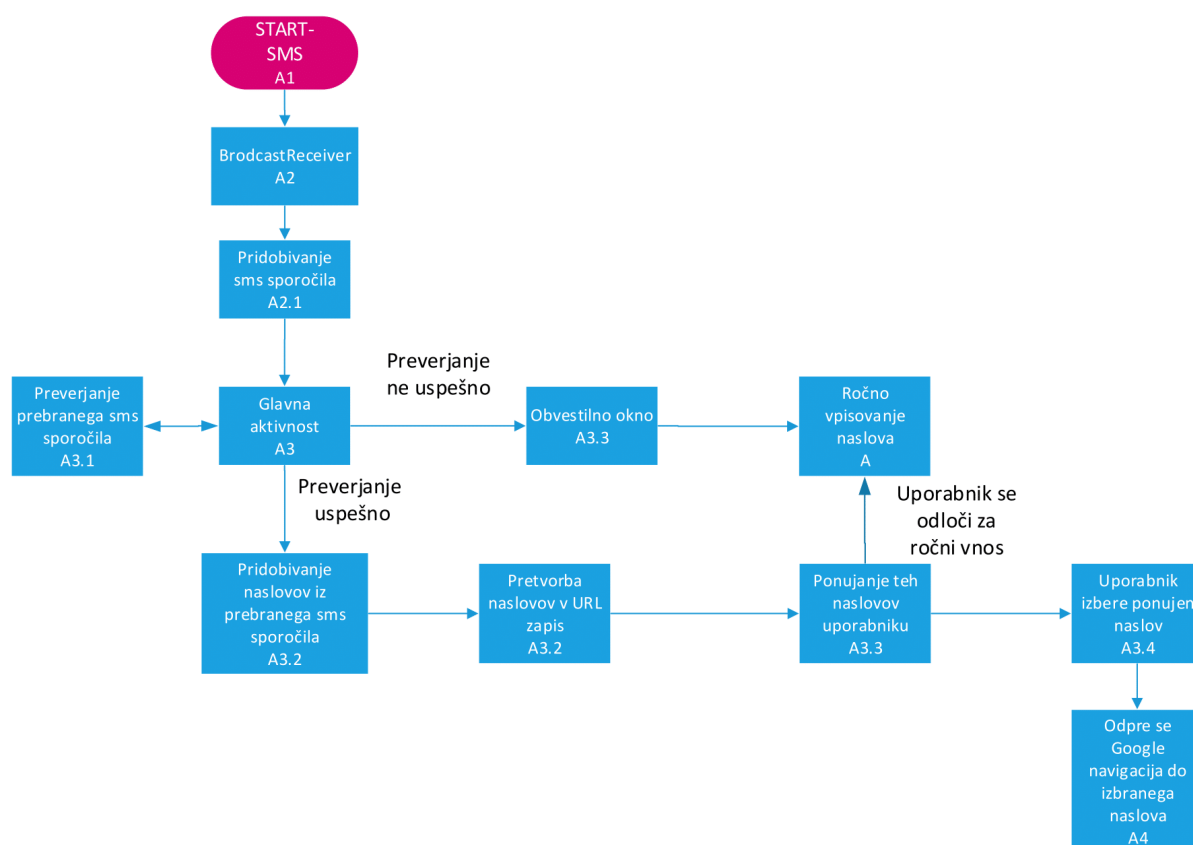 START-
SMS
A1
BrodcastReceiver
A2
Pridobivanje
sms sporočila
A2.1
Preverjanje
prebranega sms
sporočila
A3.1
Glavna
aktivnost
A3
Preverjanje
ne uspešno
Obvestilno okno
A3.3
Ročno
vpisovanje
naslova
A
Preverjanje
uspešno
Uporabnik se
odloči za
ročni vnos
Pridobivanje
naslovov iz
prebranega sms
sporočila
A3.2
Pretvorba
naslovov v URL
zapis
A3.2
Ponujanje teh
naslovov
uporabniku
A3.3
Uporabnik
izbere ponujen
naslov
A3.4
Odpre se
Google
navigacija do
izbranega
naslova
A4